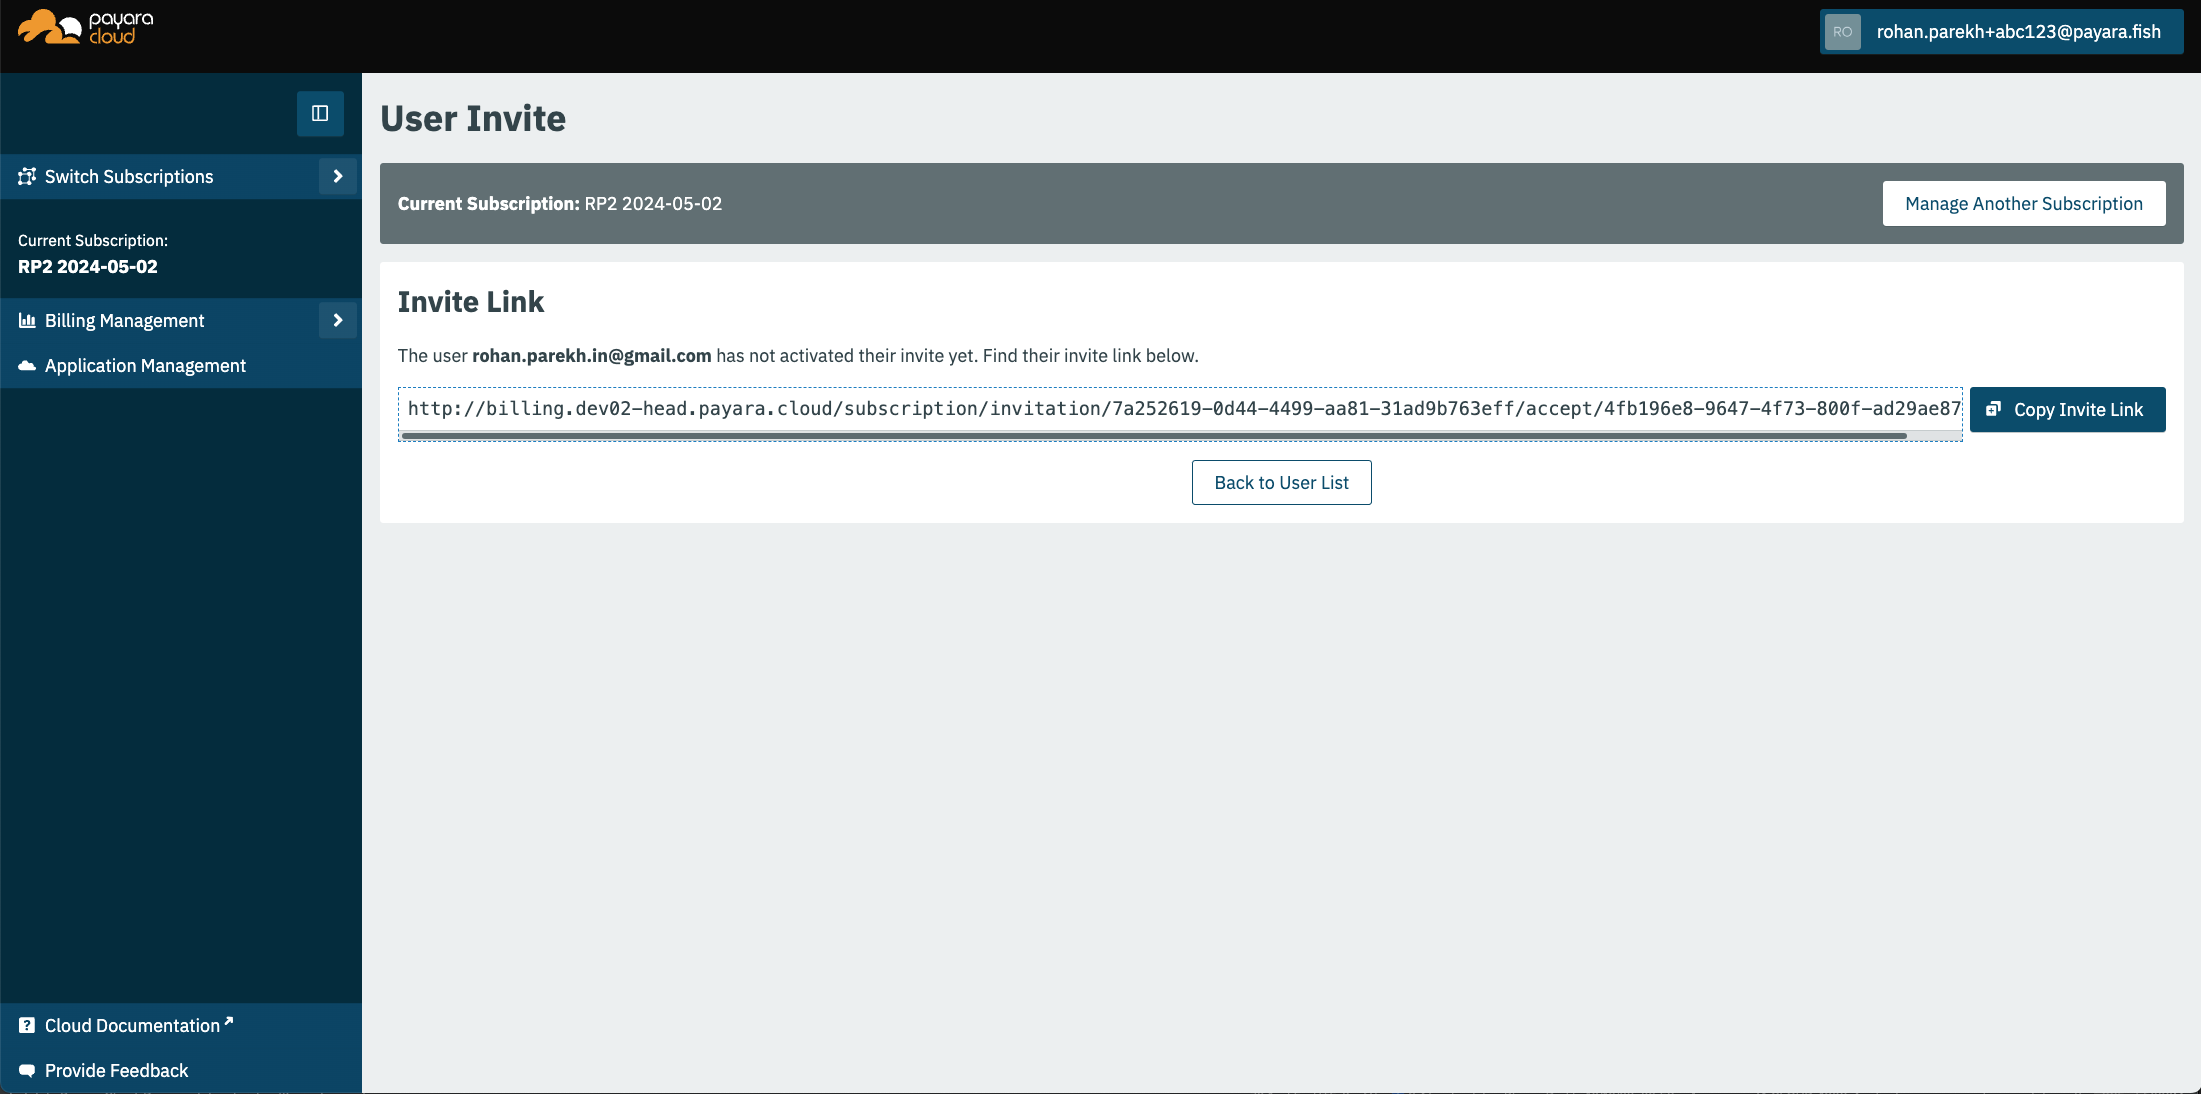 payara
cloud
RO
rohan.parekh+abc123@payara.fish
Switch Subscriptions
Current Subscription:
RP2 2024-05-02
Billing Management
Application Management
Cloud Documentation
Provide Feedback
User Invite
Current Subscription: RP2 2024-05-02
Manage Another Subscription
Invite Link
The user rohan.parekh.in@gmail.com has not activated their invite yet. Find their invite link below.
http://billing.dev02-head.payara.cloud/subscription/invitation/7a252619-0d44-4499-aa81-31ad9b763eff/accept/4fb196e8-9647-4f73-800f-ad29ae87
Copy Invite Link
Back to User List